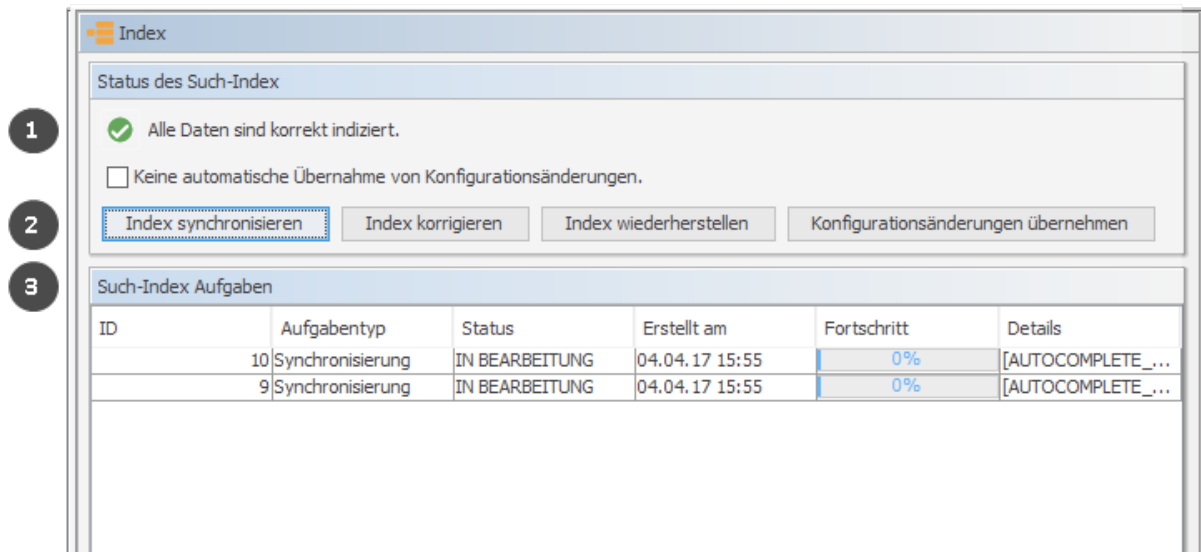 Index
Status des Such-Index
1
Alle Daten sind korrekt indiziert.
Keine automatische Übernahme von Konfigurationsänderungen.
2
Index synchronisieren Index korrigieren Index wiederherstellen Konfigurationsänderungen übernehmen
3
Such-Index Aufgaben
ID Aufgabentyp Status Erstellt am Fortschritt Details
10 Synchronisierung IN BEARBEITUNG 04.04.17 15:55 0% [AUTOCOMPLETE_...
9 Synchronisierung IN BEARBEITUNG 04.04.17 15:55 0% [AUTOCOMPLETE_...